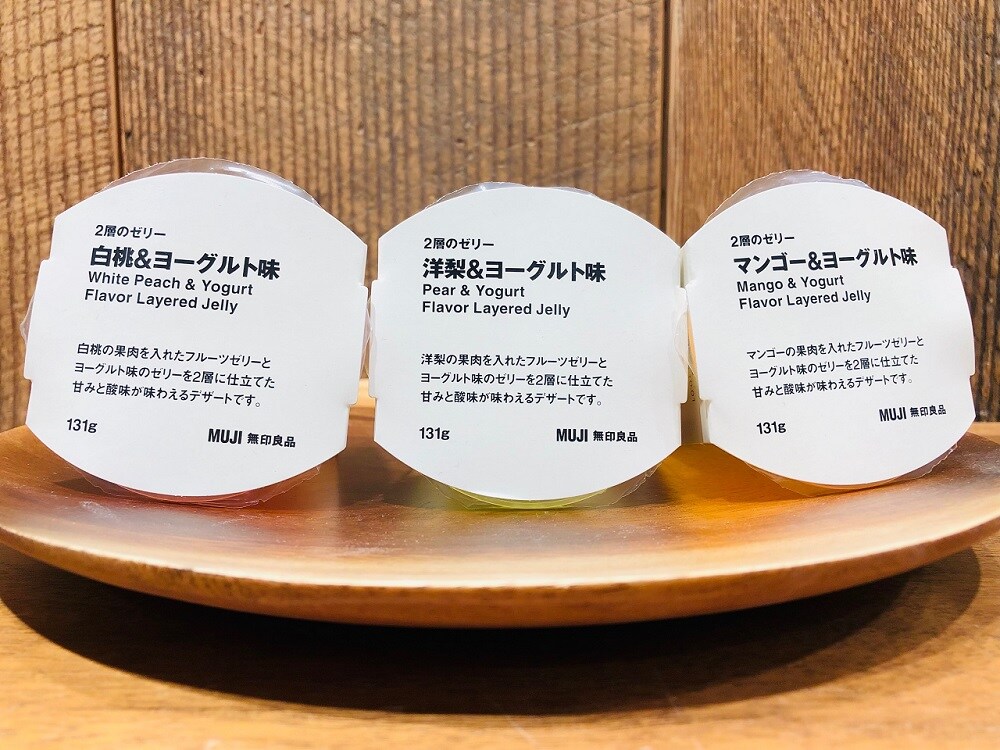 2層のゼリー
白桃&ヨーグルト味
White Peach & Yogurt
Flavor Layered Jelly
白桃の果肉を入れたフルーツゼリーと
ヨーグルト味のゼリーを2層に仕立てた
甘みと酸味が味わえるデザートです。
131g
MUJI 無印良品
2層のゼリー
洋梨&ヨーグルト味
Pear & Yogurt
Flavor Layered Jelly
洋梨の果肉を入れたフルーツゼリーと
ヨーグルト味のゼリーを2層に仕立てた
甘みと酸味が味わえるデザートです。
131g
MUJI 無印良品
2層のゼリー
マンゴー&ヨーグルト味
Mango & Yogurt
Flavor Layered Jelly
マンゴーの果肉を入れたフルーツゼリーと
ヨーグルト味のゼリーを2層に仕立てた
甘みと酸味が味わえるデザートです。
131g
MUJI 無印良品